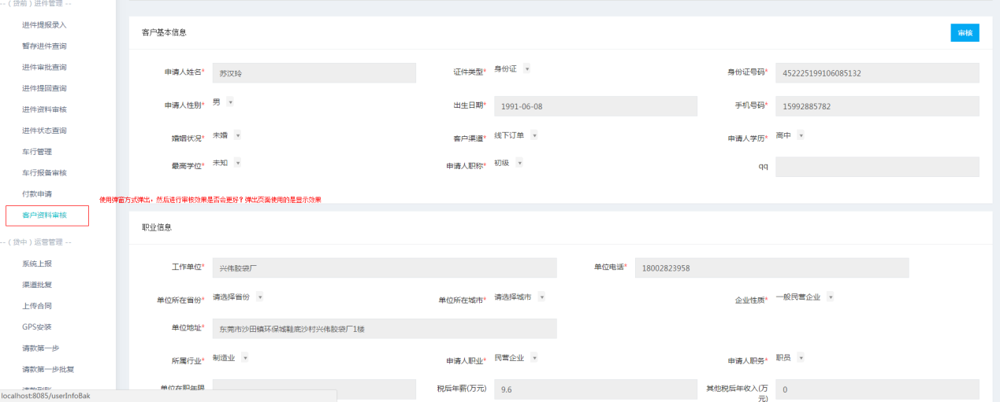 -- ( 贷前 ) 进件管理 --
进件提报录入
暂存进件查询
进件审批查询
进件提回查询
进件资料审核
进件状态查询
车行管理
车行报备审核
付款申请
客户资料审核
-- ( 贷中 ) 运营管理 --
系统上报
渠道批复
上传合同
GPS安装
请款第一步
请款第一步批复
localhost:8085/userInfoBak
客户基本信息 审核
申请人姓名* 苏汉玲 证件类型* 身份证 身份证号码* 452225199106085132
申请人性别* 男 出生日期* 1991-06-08 手机号码* 15992885782
婚姻状况* 未婚 客户渠道* 线下订单 申请人学历* 高中
最高学位* 未知 申请人职称* 初级 qq
使用弹窗方式弹出，然后进行审核效果是否会更好？弹出页面使用的是显示效果
职业信息
工作单位* 兴伟胶袋厂 单位电话* 18002823958
单位所在省份* 请选择省份 单位所在城市* 请选择城市 企业性质* 一般民营企业
单位地址* 东莞市沙田镇环保城鞋底沙村兴伟胶袋厂1楼
所属行业* 制造业 申请人职业* 民营企业 申请人职务* 职员
单位在职年限 税后年薪(万元) 9.6 其他税后年收入(万元) 0